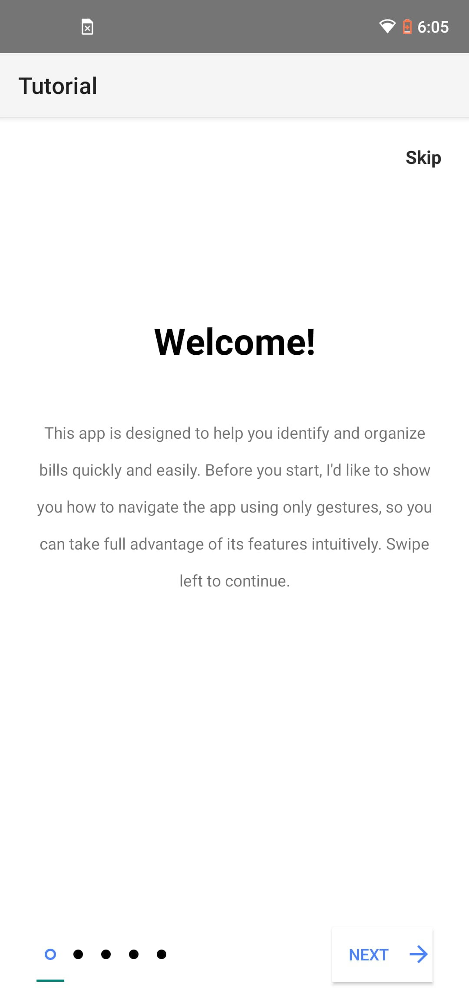 6:05
Tutorial
Skip
Welcome!
This app is designed to help you identify and organize
bills quickly and easily. Before you start, I'd like to show
you how to navigate the app using only gestures, so you
can take full advantage of its features intuitively. Swipe
left to continue.
NEXT